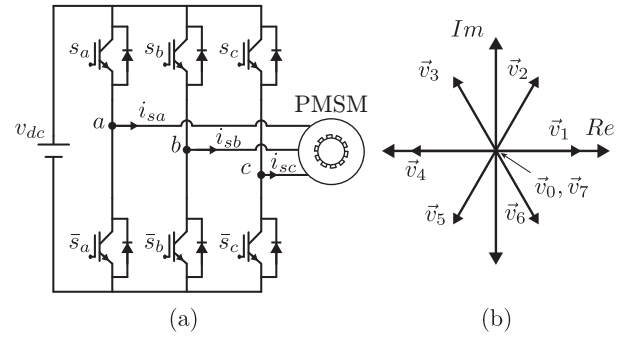 s_a s_b s_c
v_dc
a i_sa
b i_sb
c i_sc
PMSM
s̄_a s̄_b s̄_c
(a)
Im
v⃗_3 v⃗_2
v⃗_1 Re
v⃗_4
v⃗_0, v⃗_7
v⃗_5 v⃗_6
(b)